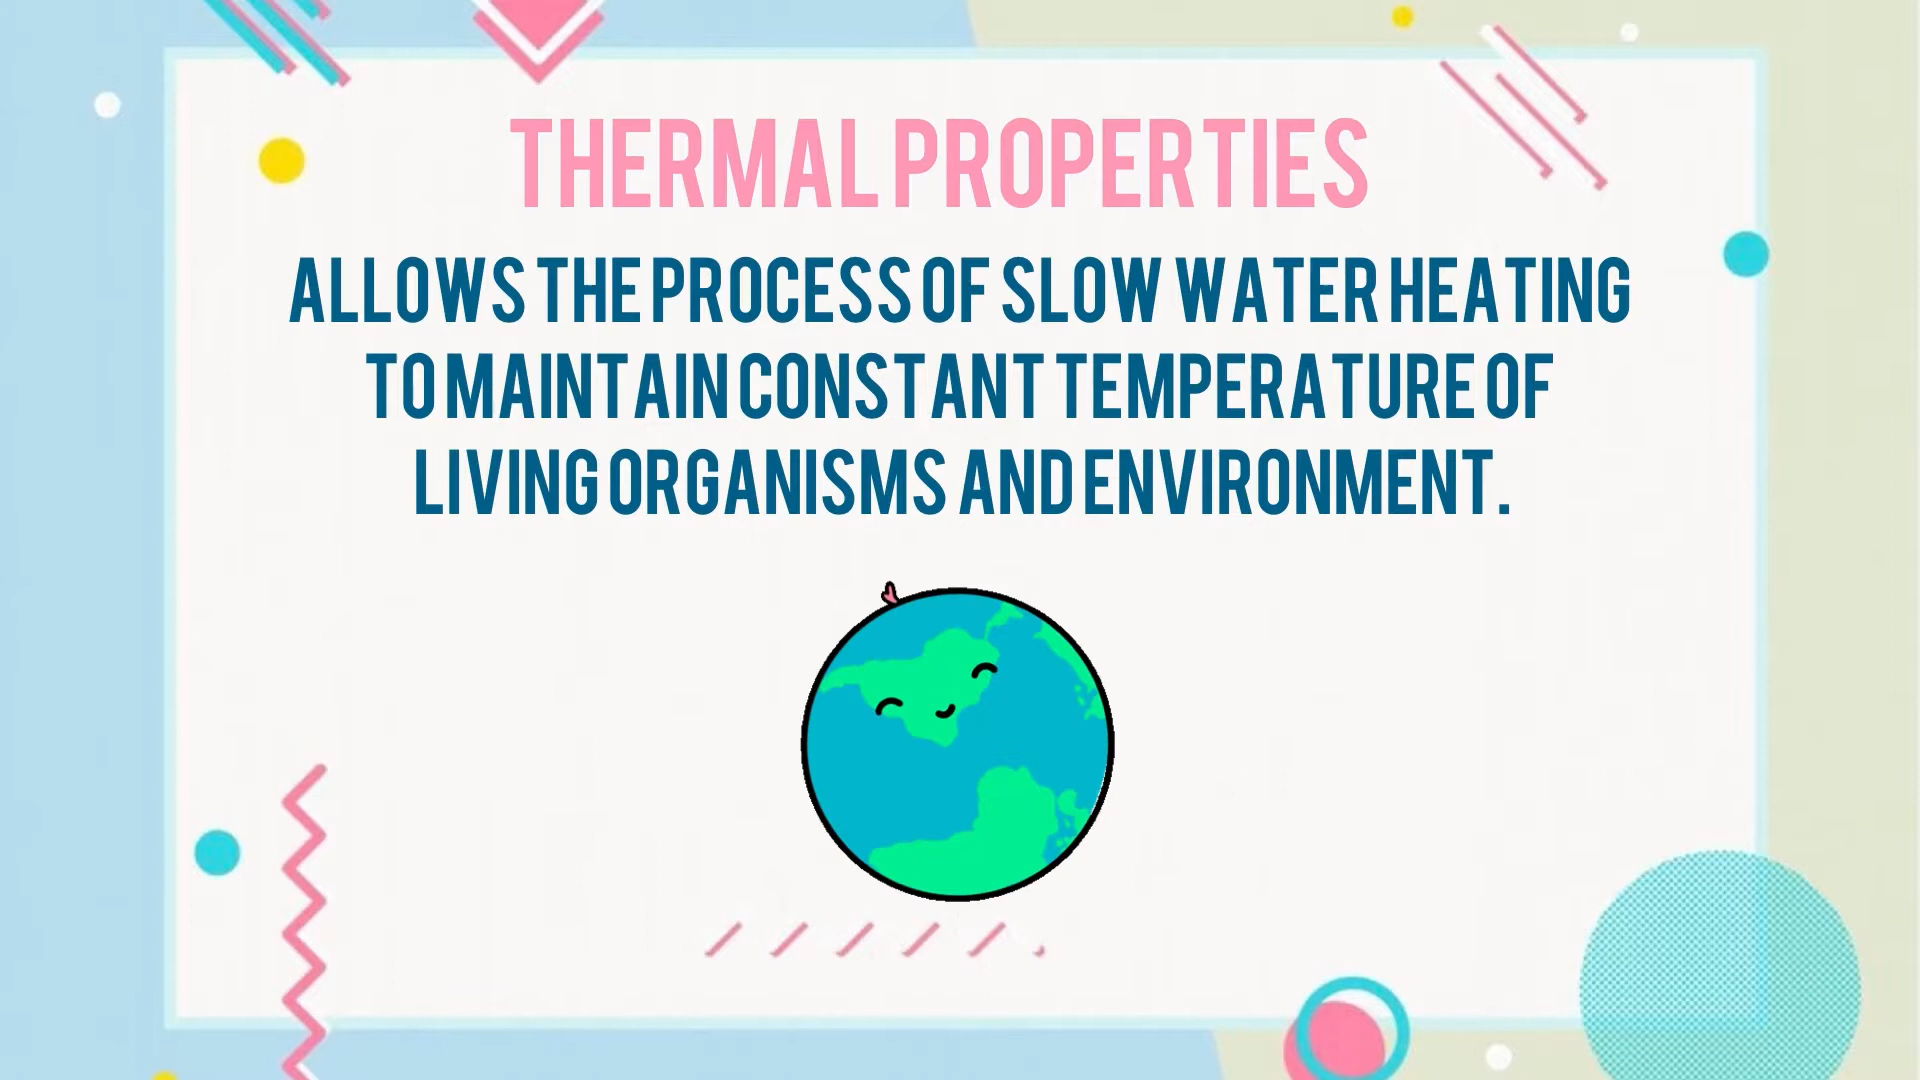 THERMAL PROPERTIES
ALLOWS THE PROCESS OF SLOW WATER HEATING
TO MAINTAIN CONSTANT TEMPERATURE OF
LIVING ORGANISMS AND ENVIRONMENT.